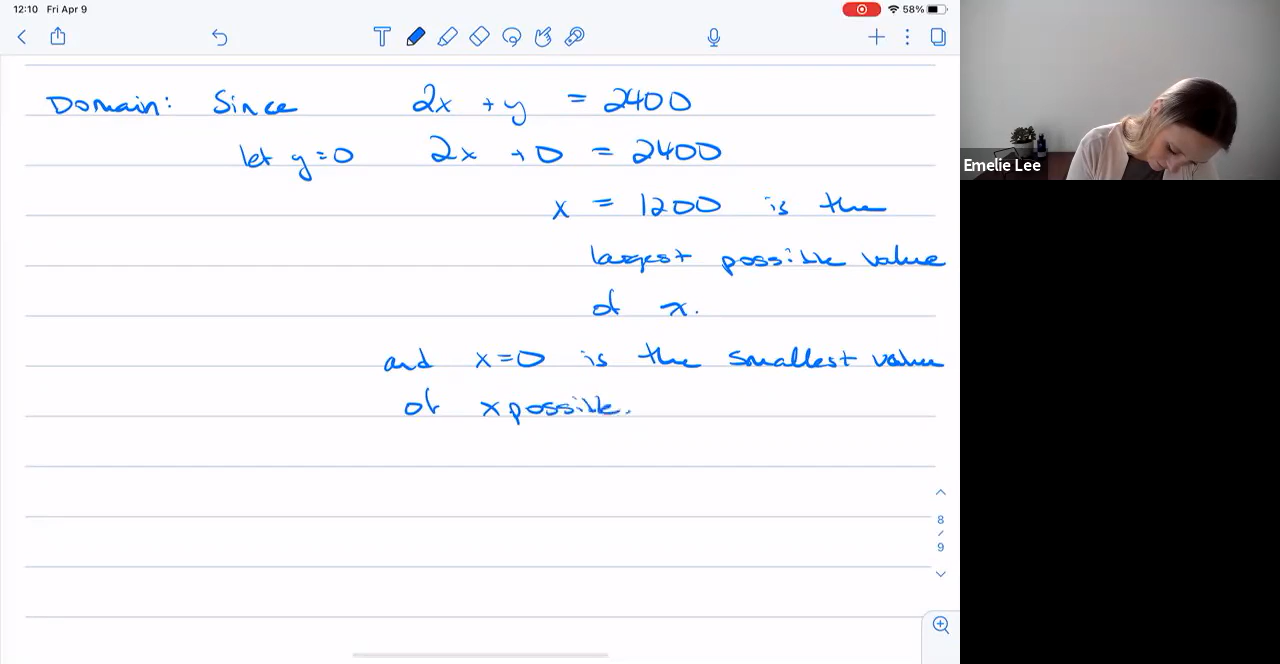 12:10 Fri Apr 9
58%
T
Domain: Since 2x + y = 2400
let y=0 2x + 0 = 2400
x = 1200 is the
largest possible value
of x.
and x=0 is the smallest value
of x possible.
8
/
9
Emelie Lee